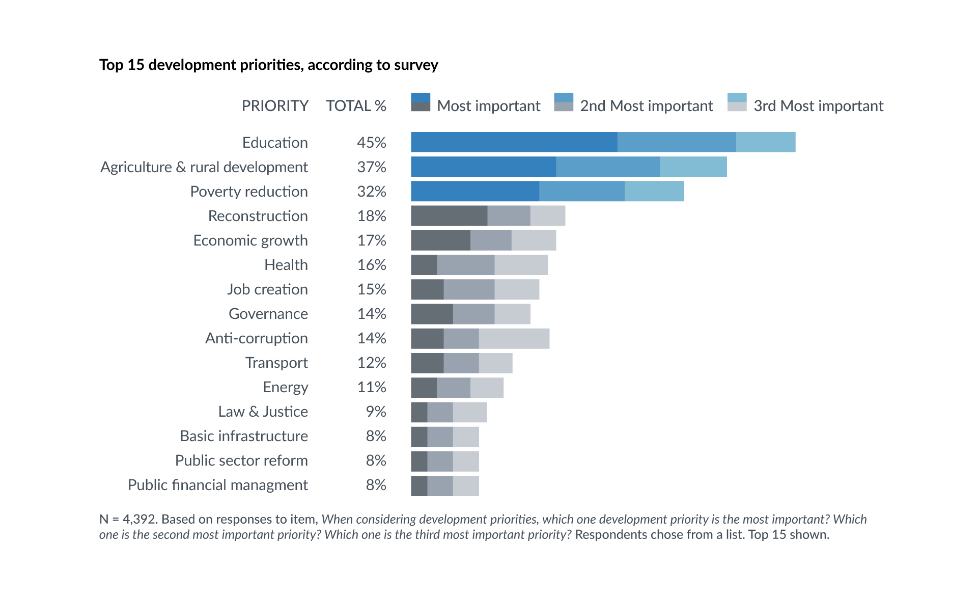 Top 15 development priorities, according to survey
PRIORITY TOTAL % Most important 2nd Most important 3rd Most important
Education 45%
Agriculture & rural development 37%
Poverty reduction 32%
Reconstruction 18%
Economic growth 17%
Health 16%
Job creation 15%
Governance 14%
Anti-corruption 14%
Transport 12%
Energy 11%
Law & Justice 9%
Basic infrastructure 8%
Public sector reform 8%
Public financial managment 8%
N = 4,392. Based on responses to item, When considering development priorities, which one development priority is the most important? Which
one is the second most important priority? Which one is the third most important priority? Respondents chose from a list. Top 15 shown.